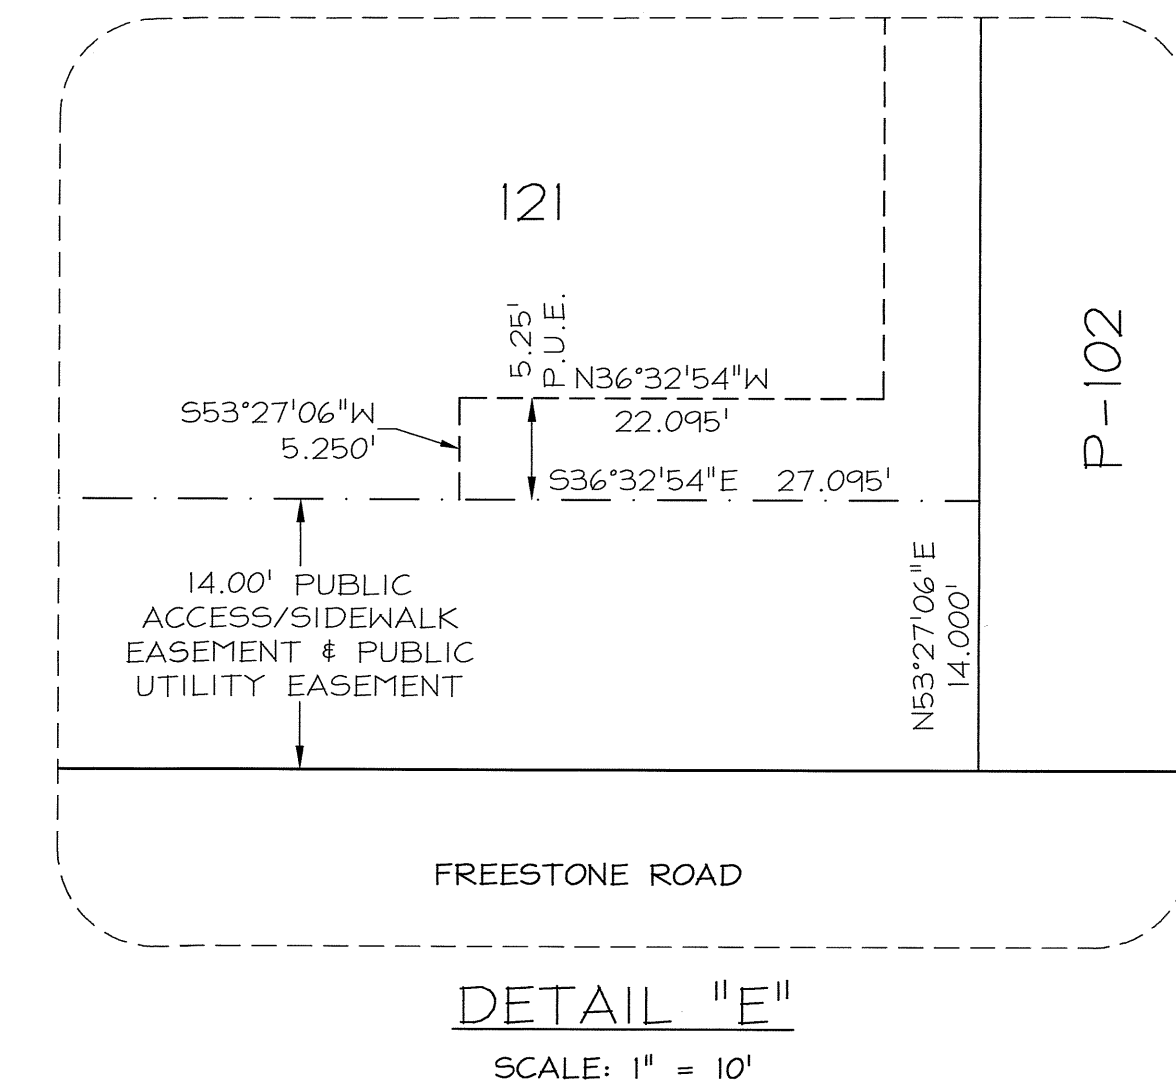 121
5.25'
P.U.E.
N36°32'54"W
22.095'
S53°27'06"W
5.250'
S36°32'54"E 27.095'
P-102
14.00' PUBLIC
ACCESS/SIDEWALK
EASEMENT & PUBLIC
UTILITY EASEMENT
N53°27'06"E
14.000'
FREESTONE ROAD
DETAIL "E"
SCALE: 1" = 10'